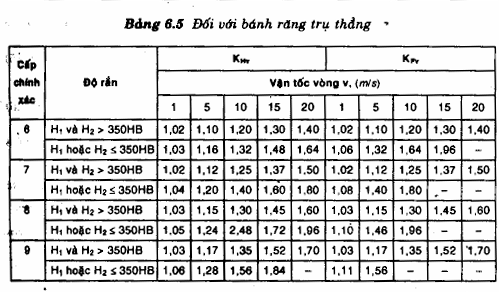 Bảng 6.5 Đối với bánh răng trụ thẳng
Cấp chính xác | Độ rắn | KHv | KFv
Vận tốc vòng v, (m/s)
1 | 5 | 10 | 15 | 20 | 1 | 5 | 10 | 15 | 20
6 | H1 và H2 > 350HB | 1,02 | 1,10 | 1,20 | 1,30 | 1,40 | 1,02 | 1,10 | 1,20 | 1,30 | 1,40
H1 hoặc H2 ≤ 350HB | 1,03 | 1,16 | 1,32 | 1,48 | 1,64 | 1,06 | 1,32 | 1,64 | 1,96 | –
7 | H1 và H2 > 350HB | 1,02 | 1,12 | 1,25 | 1,37 | 1,50 | 1,02 | 1,12 | 1,25 | 1,37 | 1,50
H1 hoặc H2 ≤ 350HB | 1,04 | 1,20 | 1,40 | 1,60 | 1,80 | 1,08 | 1,40 | 1,80 | – | –
8 | H1 và H2 > 350HB | 1,03 | 1,15 | 1,30 | 1,45 | 1,60 | 1,03 | 1,15 | 1,30 | 1,45 | 1,60
H1 hoặc H2 ≤ 350HB | 1,05 | 1,24 | 2,48 | 1,72 | 1,96 | 1,10 | 1,46 | 1,96 | – | –
9 | H1 và H2 > 350HB | 1,03 | 1,17 | 1,35 | 1,52 | 1,70 | 1,03 | 1,17 | 1,35 | 1,52 | 1,70
H1 hoặc H2 ≤ 350HB | 1,06 | 1,28 | 1,56 | 1,84 | – | 1,11 | 1,56 | – | – | –